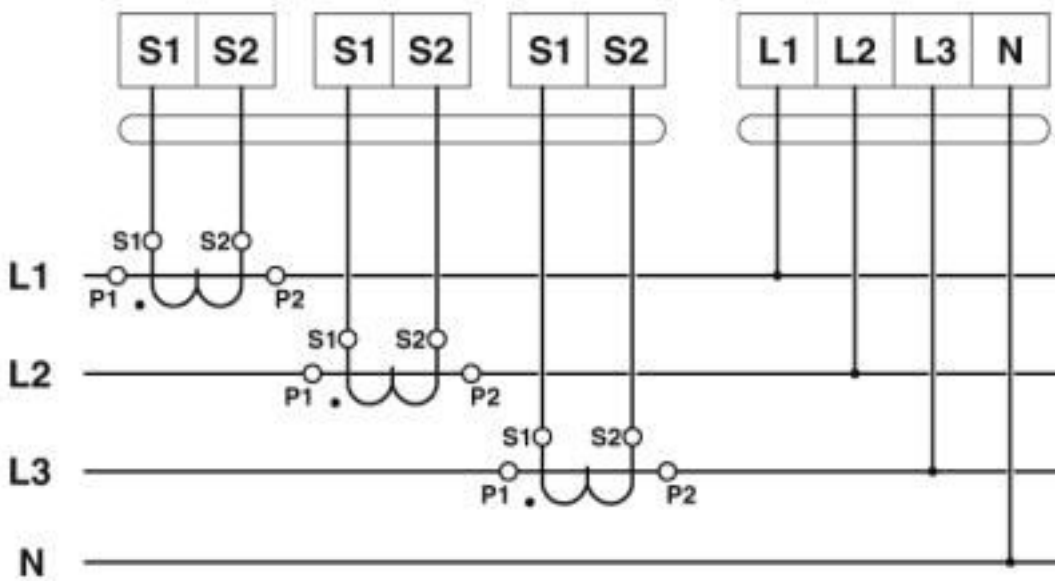 S1 S2 S1 S2 S1 S2 L1 L2 L3 N
S1 S2
L1
P1 P2
S1 S2
L2
P1 P2
S1 S2
L3
P1 P2
N